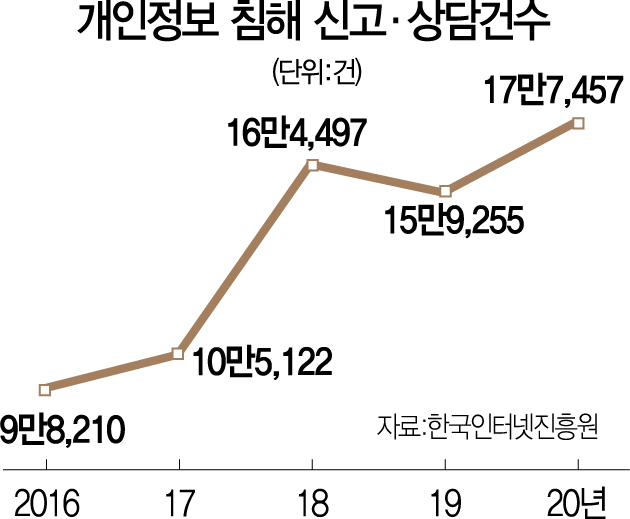 개인정보 침해 신고·상담건수
(단위:건)
17만7,457
16만4,497
15만9,255
10만5,122
9만8,210
자료:한국인터넷진흥원
2016 17 18 19 20년